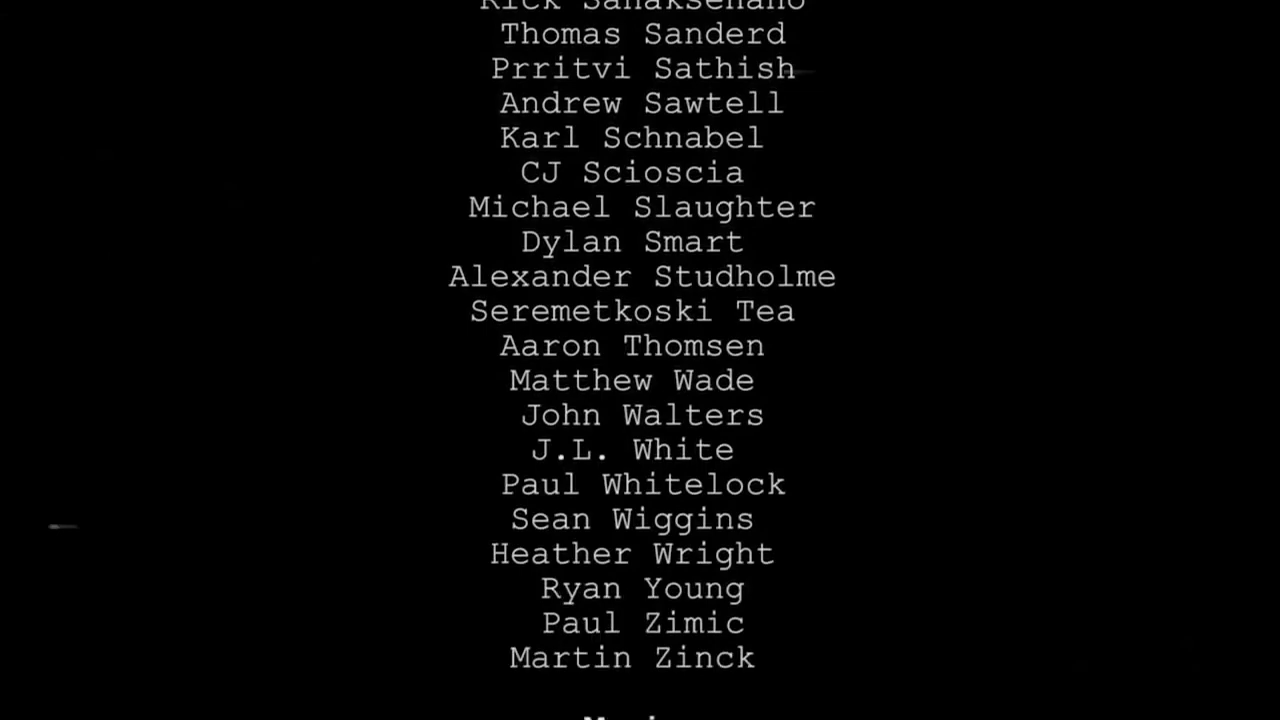 Rick
Thomas Sanderd
Prritvi Sathish
Andrew Sawtell
Karl Schnabel
CJ Scioscia
Michael Slaughter
Dylan Smart
Alexander Studholme
Seremetkoski Tea
Aaron Thomsen
Matthew Wade
John Walters
J.L. White
Paul Whitelock
Sean Wiggins
Heather Wright
Ryan Young
Paul Zimic
Martin Zinck